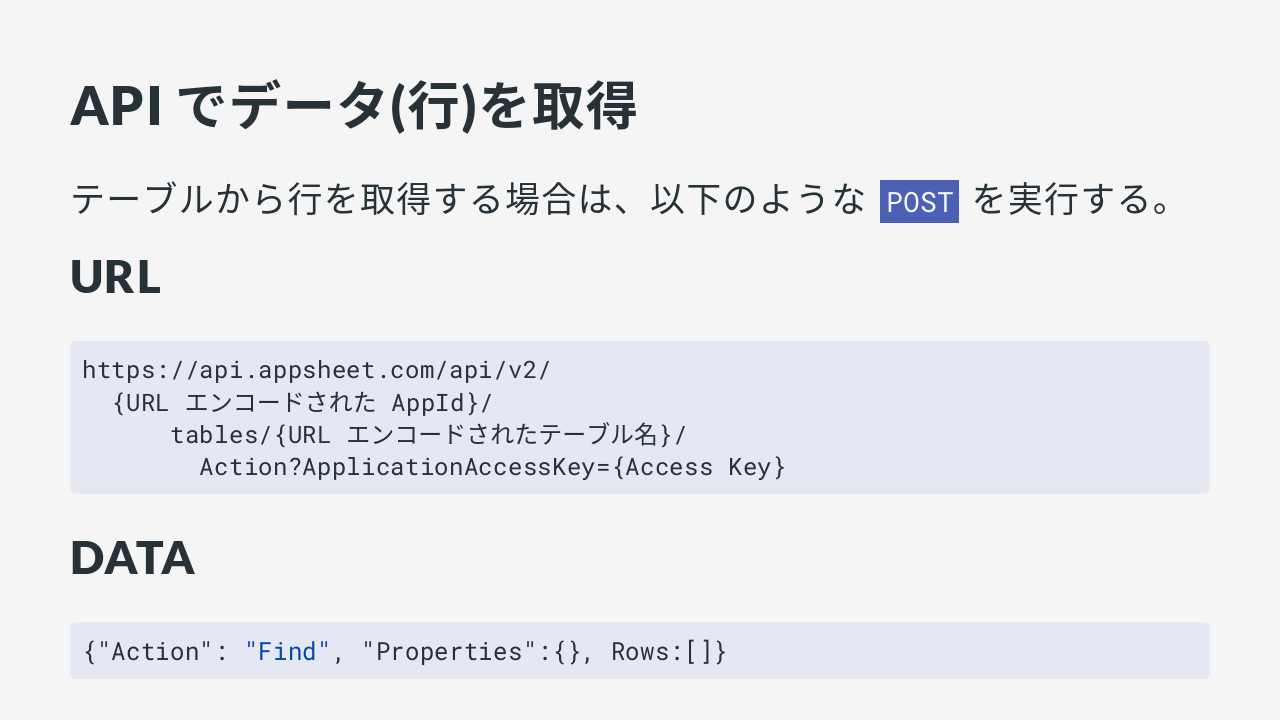 API でデータ(行)を取得
テーブルから行を取得する場合は、以下のような POST を実行する。
URL
https://api.appsheet.com/api/v2/
{URL エンコードされた AppId}/
tables/{URL エンコードされたテーブル名}/
Action?ApplicationAccessKey={Access Key}
DATA
{"Action": "Find", "Properties":{}, Rows:[]}